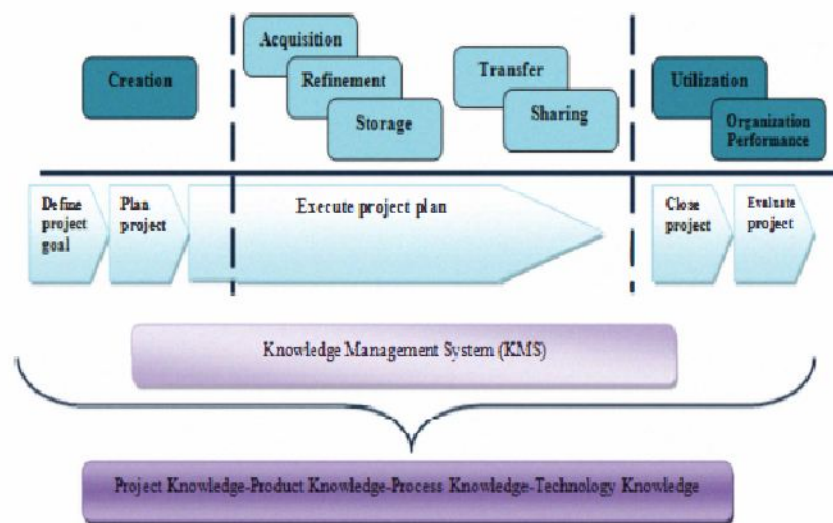 Creation
Acquisition
Refinement
Storage
Transfer
Sharing
Utilization
Organization
Performance
Define
project
goal
Plan
project
Execute project plan
Close
project
Evaluate
project
Knowledge Management System (KMS)
Project Knowledge-Product Knowledge-Process Knowledge-Technology Knowledge